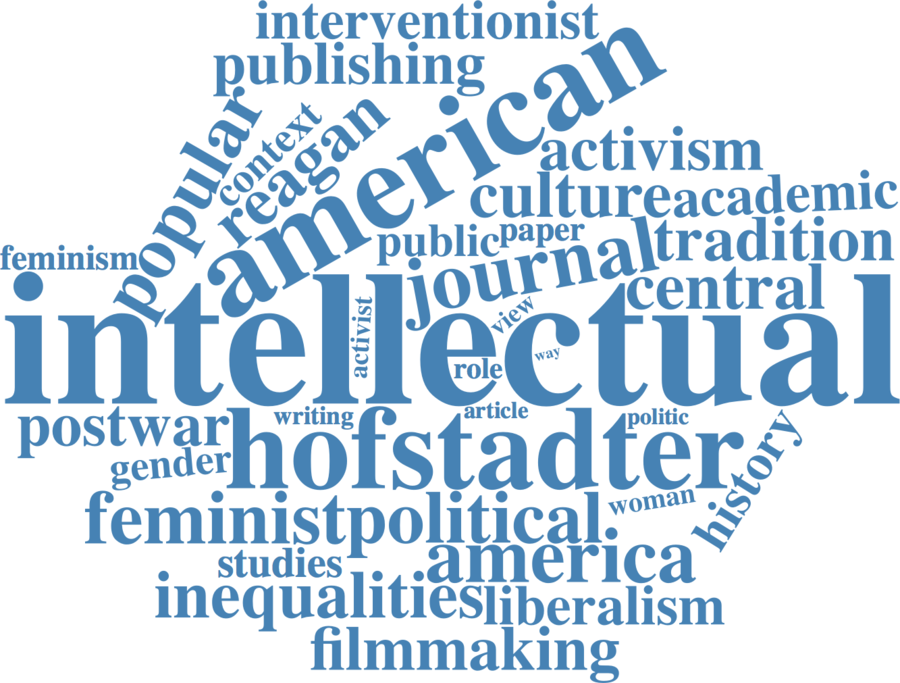 interventionist
publishing
american
popular
context
reagan
activism
culture
academic
public
paper
journal
tradition
feminism
central
intellectual
activist
view
role
way
postwar
writing
article
politic
hofstadter
history
gender
woman
feminist
political
studies
america
inequalities
liberalism
filmmaking